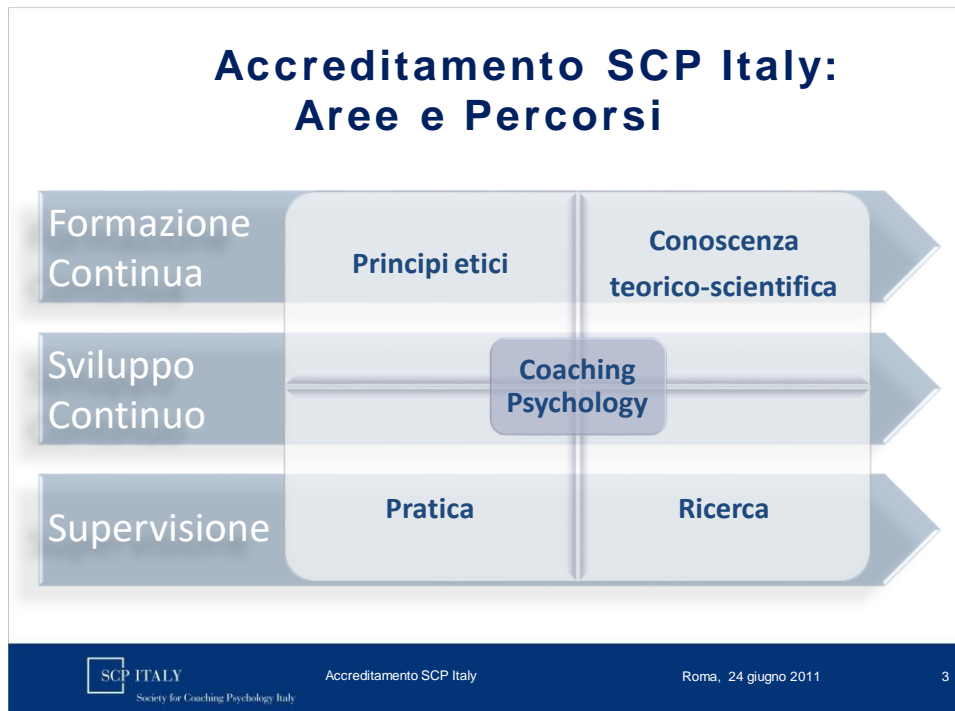 Accreditamento SCP Italy:
Aree e Percorsi
Formazione
Continua
Principi etici
Conoscenza
teorico-scientifica
Sviluppo
Continuo
Coaching
Psychology
Supervisione
Pratica
Ricerca
SCP ITALY
Society for Coaching Psychology Italy
Accreditamento SCP Italy
Roma, 24 giugno 2011
3